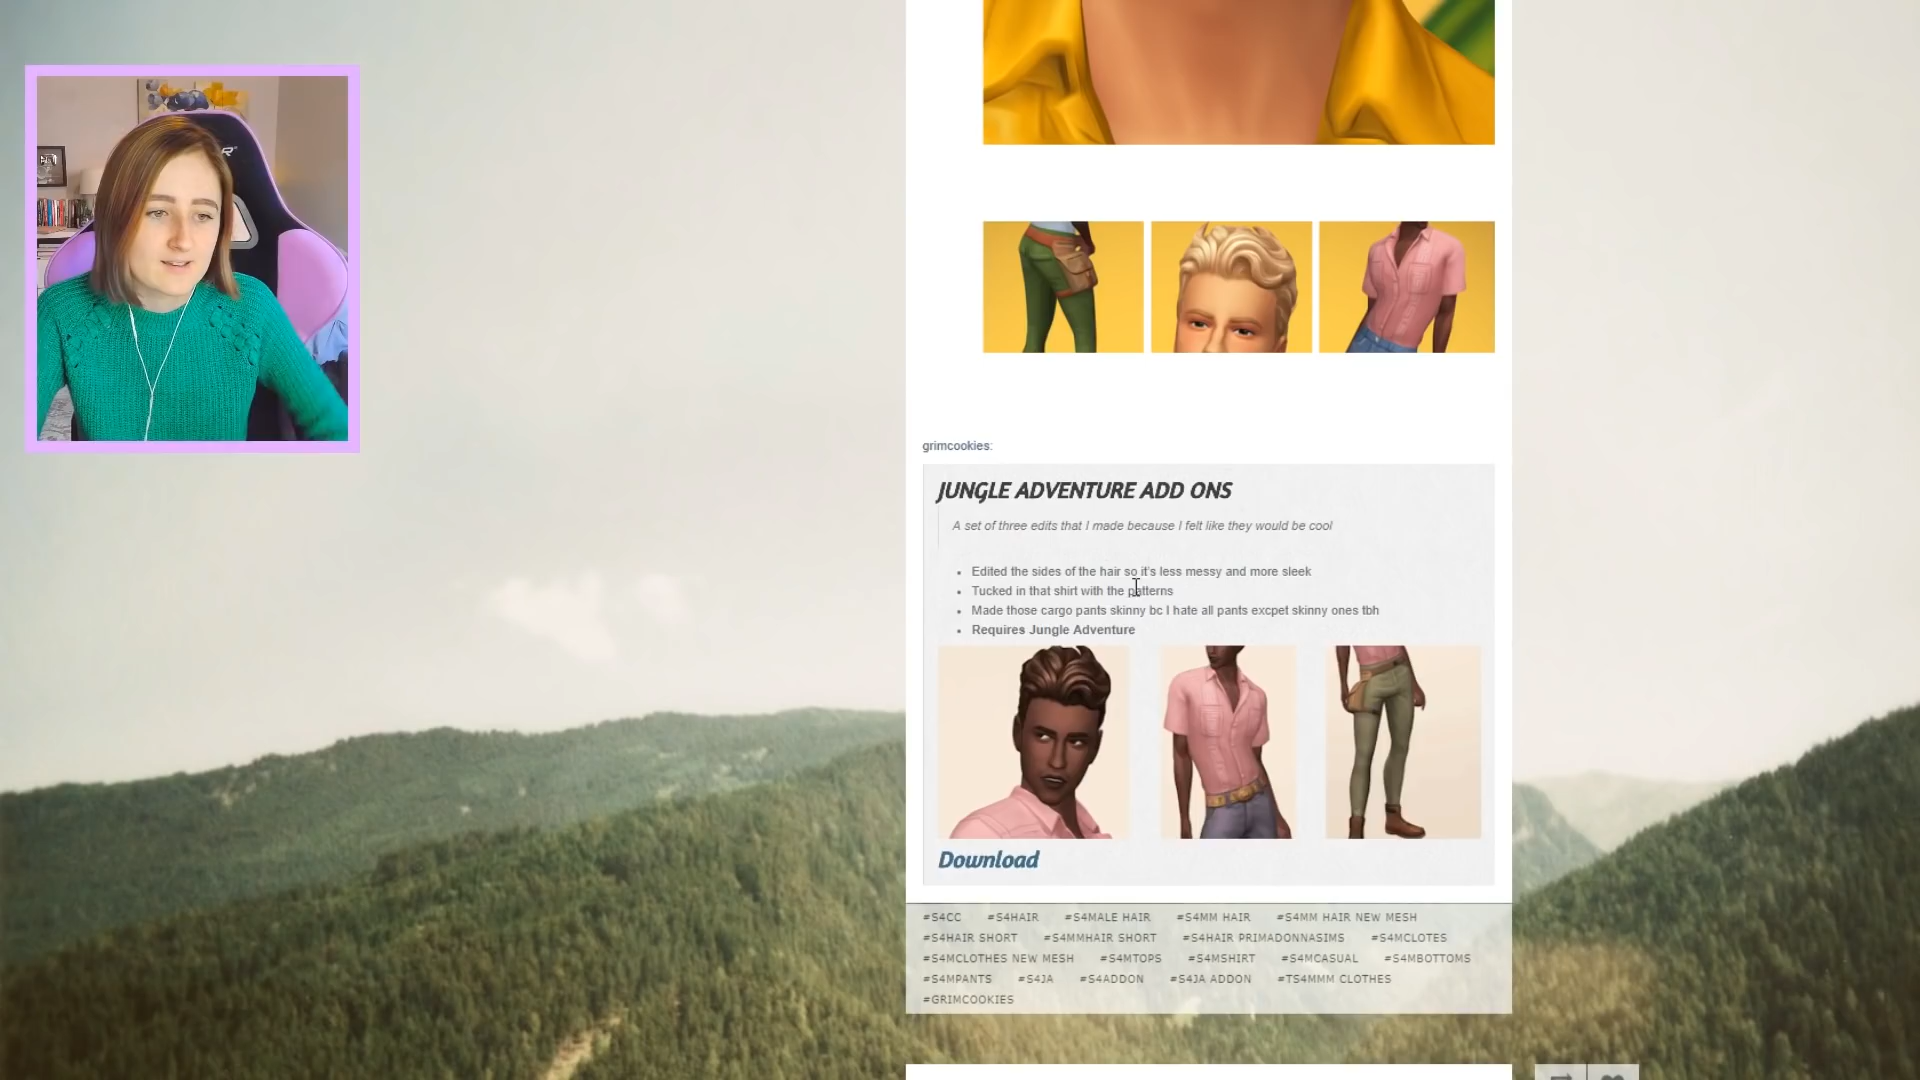 grimcookies:
JUNGLE ADVENTURE ADD ONS
A set of three edits that I made because I felt like they would be cool
• Edited the sides of the hair so it's less messy and more sleek
• Tucked in that shirt with the patterns
• Made those cargo pants skinny bc I hate all pants excpet skinny ones tbh
• Requires Jungle Adventure
Download
#S4CC #S4HAIR #S4MALE HAIR #S4MM HAIR #S4MM HAIR NEW MESH
#S4HAIR SHORT #S4MMHAIR SHORT #S4HAIR PRIMADONNASIMS #S4MCLOTES
#S4MCLOTHES NEW MESH #S4MTOPS #S4MSHIRT #S4MCASUAL #S4MBOTTOMS
#S4MPANTS #S4JA #S4ADDON #S4JA ADDON #TS4MMM CLOTHES
#GRIMCOOKIES